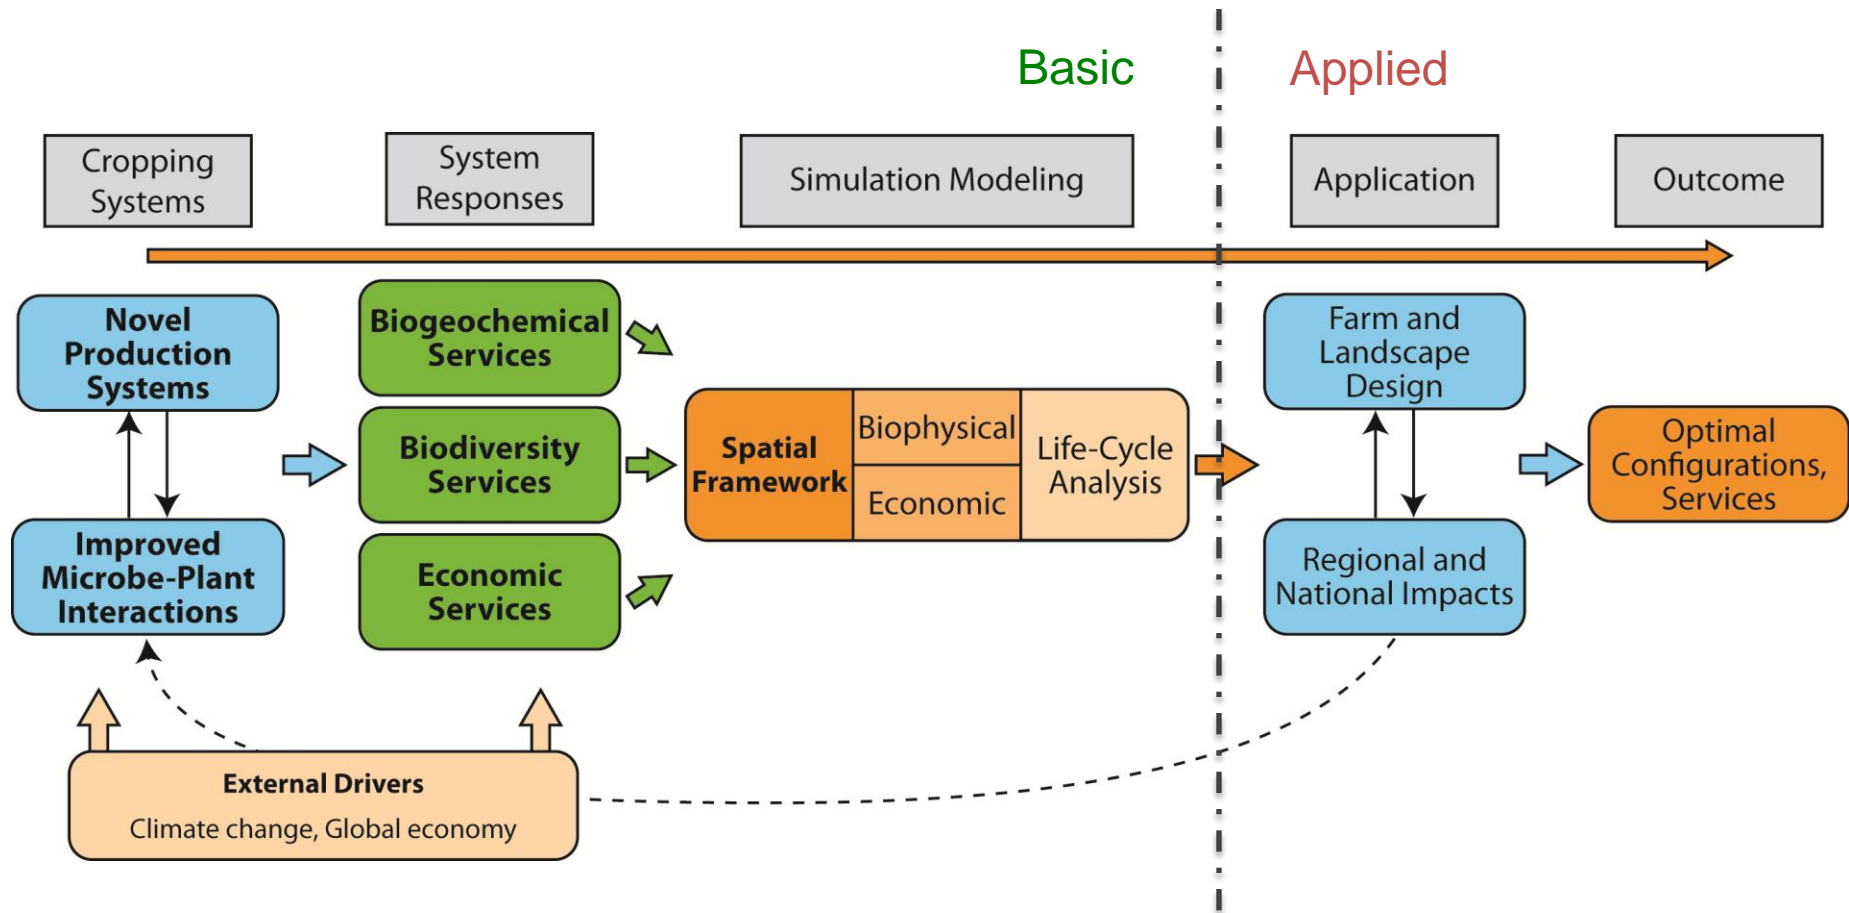 Basic
Applied
Cropping
Systems
System
Responses
Simulation Modeling
Application
Outcome
Novel
Production
Systems
Improved
Microbe-Plant
Interactions
Biogeochemical
Services
Biodiversity
Services
Economic
Services
Spatial
Framework
Biophysical
Economic
Life-Cycle
Analysis
Farm and
Landscape
Design
Regional and
National Impacts
Optimal
Configurations,
Services
External Drivers
Climate change, Global economy